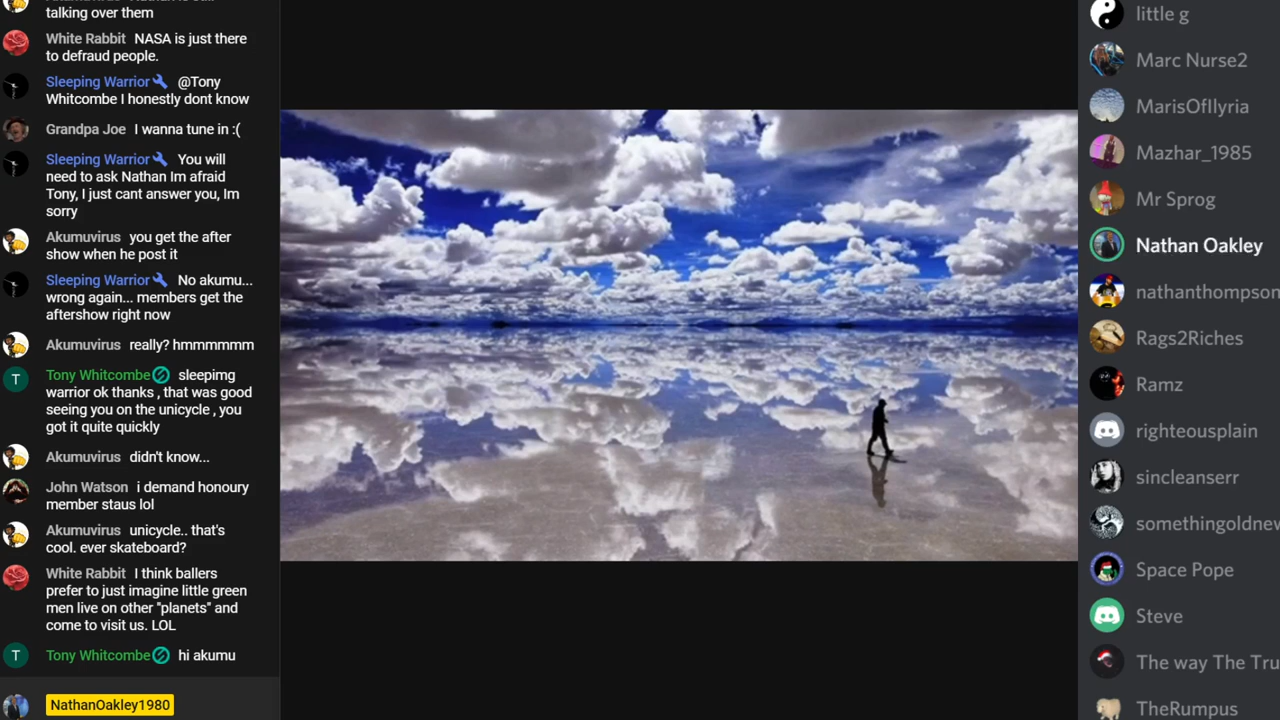 talking over them
White Rabbit NASA is just there
to defraud people.
Sleeping Warrior @Tony
Whitcombe I honestly dont know
Grandpa Joe I wanna tune in :(
Sleeping Warrior You will
need to ask Nathan Im afraid
Tony, I just cant answer you, Im
sorry
Akumuvirus you get the after
show when he post it
Sleeping Warrior No akumu...
wrong again... members get the
aftershow right now
Akumuvirus really? hmmmmmm
T
Tony Whitcombe sleepimg
warrior ok thanks , that was good
seeing you on the unicycle , you
got it quite quickly
Akumuvirus didn't know...
John Watson i demand honoury
member staus lol
Akumuvirus unicycle.. that's
cool. ever skateboard?
White Rabbit I think ballers
prefer to just imagine little green
men live on other "planets" and
come to visit us. LOL
T
Tony Whitcombe hi akumu
NathanOakley1980
little g
Marc Nurse2
MarisOfIlyria
Mazhar_1985
Mr Sprog
Nathan Oakley
nathanthompson
Rags2Riches
Ramz
righteousplain
sincleanserr
somethingoldnew
Space Pope
Steve
The way The Tru
TheRumpus